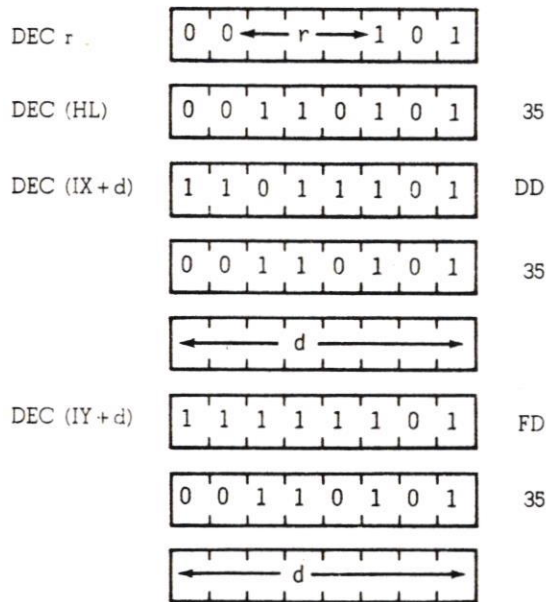 DEC r 0 0 r 1 0 1
DEC (HL) 0 0 1 1 0 1 0 1 35
DEC (IX + d) 1 1 0 1 1 1 0 1 DD
0 0 1 1 0 1 0 1 35
d
DEC (IY + d) 1 1 1 1 1 1 0 1 FD
0 0 1 1 0 1 0 1 35
d